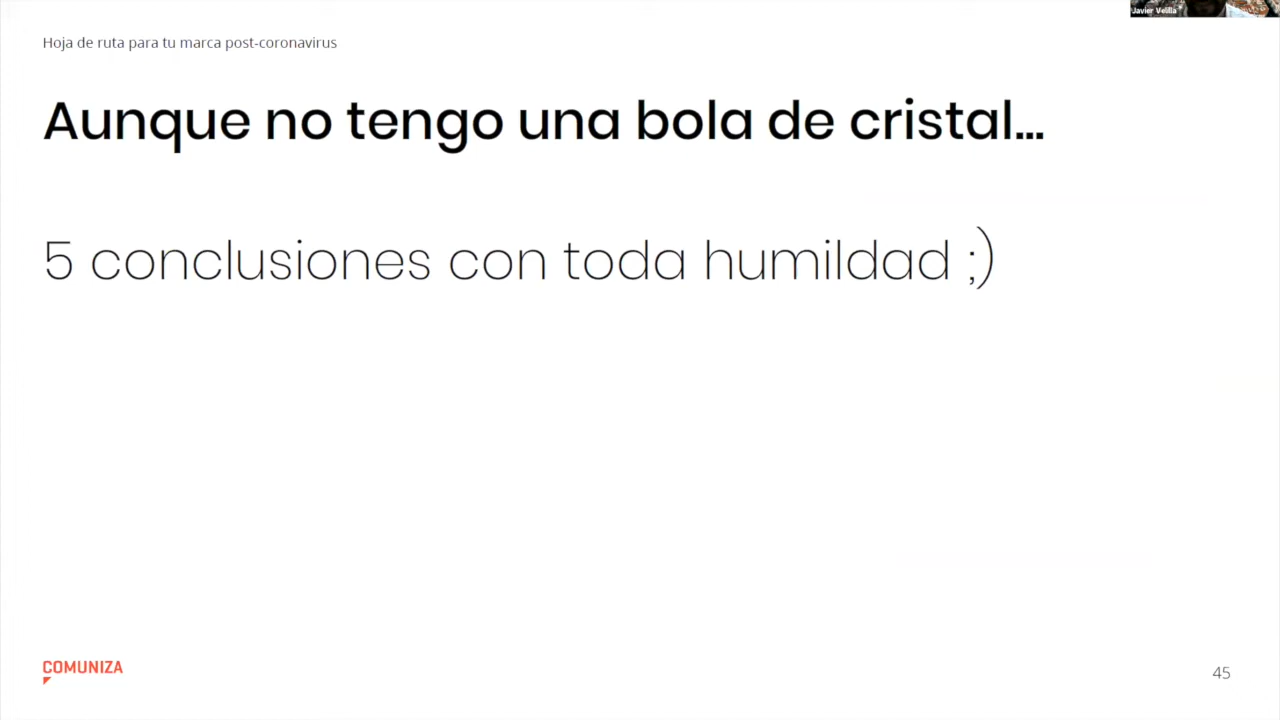 Javier Velilla
Hoja de ruta para tu marca post-coronavirus
Aunque no tengo una bola de cristal...
5 conclusiones con toda humildad ;)
COMUNIZA
45